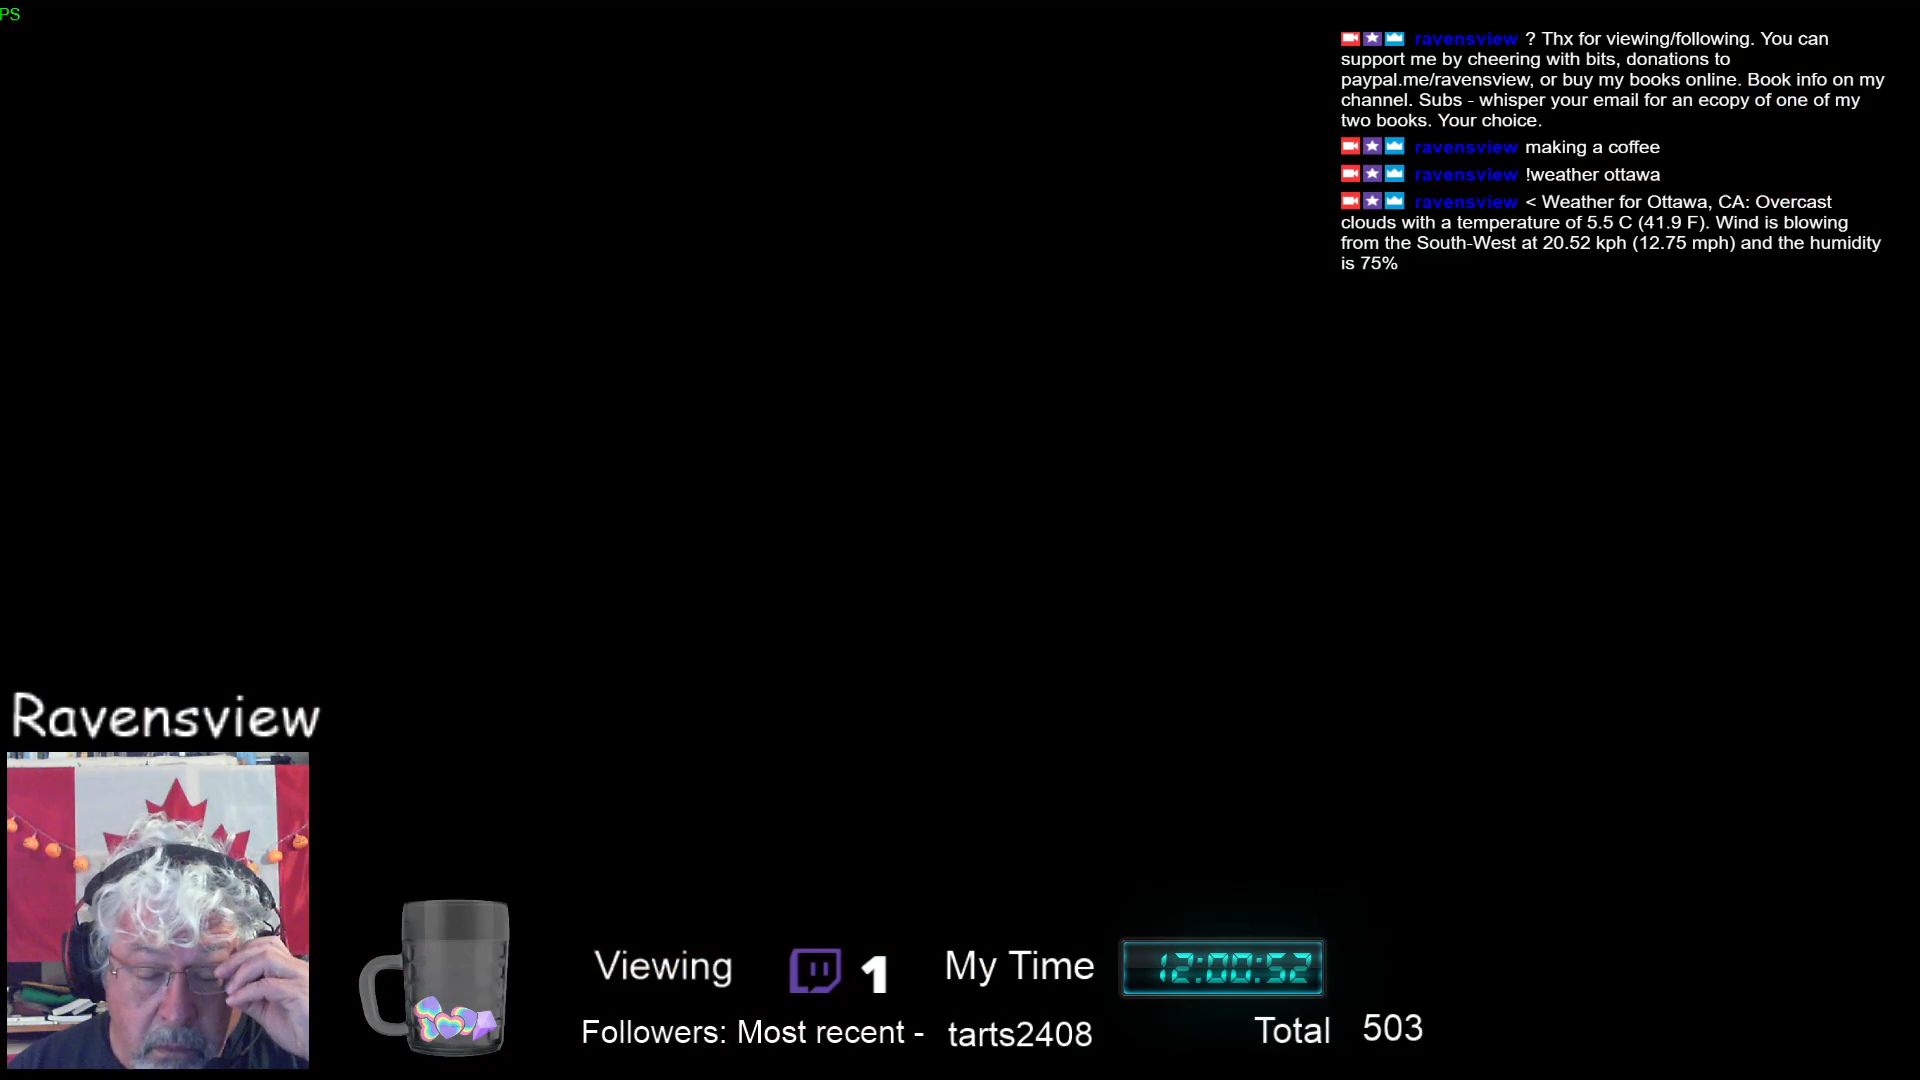 PS
ravensview ? Thx for viewing/following. You can
support me by cheering with bits, donations to
paypal.me/ravensview, or buy my books online. Book info on my
channel. Subs - whisper your email for an ecopy of one of my
two books. Your choice.
ravensview making a coffee
ravensview !weather ottawa
ravensview < Weather for Ottawa, CA: Overcast
clouds with a temperature of 5.5 C (41.9 F). Wind is blowing
from the South-West at 20.52 kph (12.75 mph) and the humidity
is 75%
Ravensview
Viewing 1 My Time 12:00:52
Followers: Most recent - tarts2408 Total 503